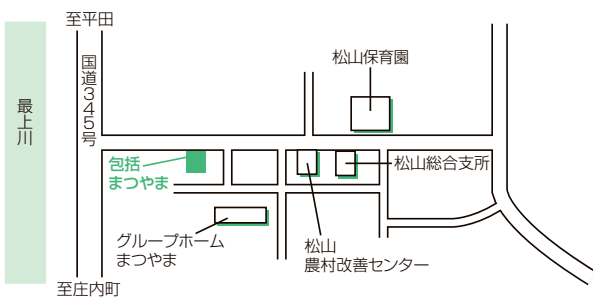 至平田
国道345号
最上川
松山保育園
包括
まつやま
松山総合支所
グループホーム
まつやま
松山
農村改善センター
至庄内町